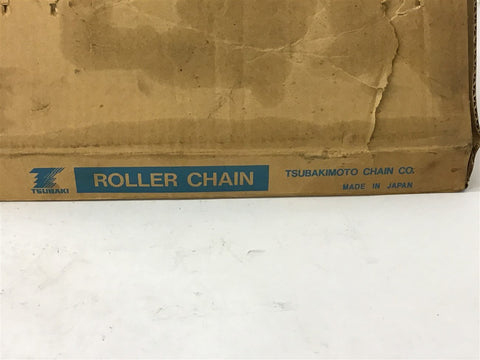 TSUBAKI
ROLLER CHAIN
TSUBAKIMOTO CHAIN CO.
MADE IN JAPAN